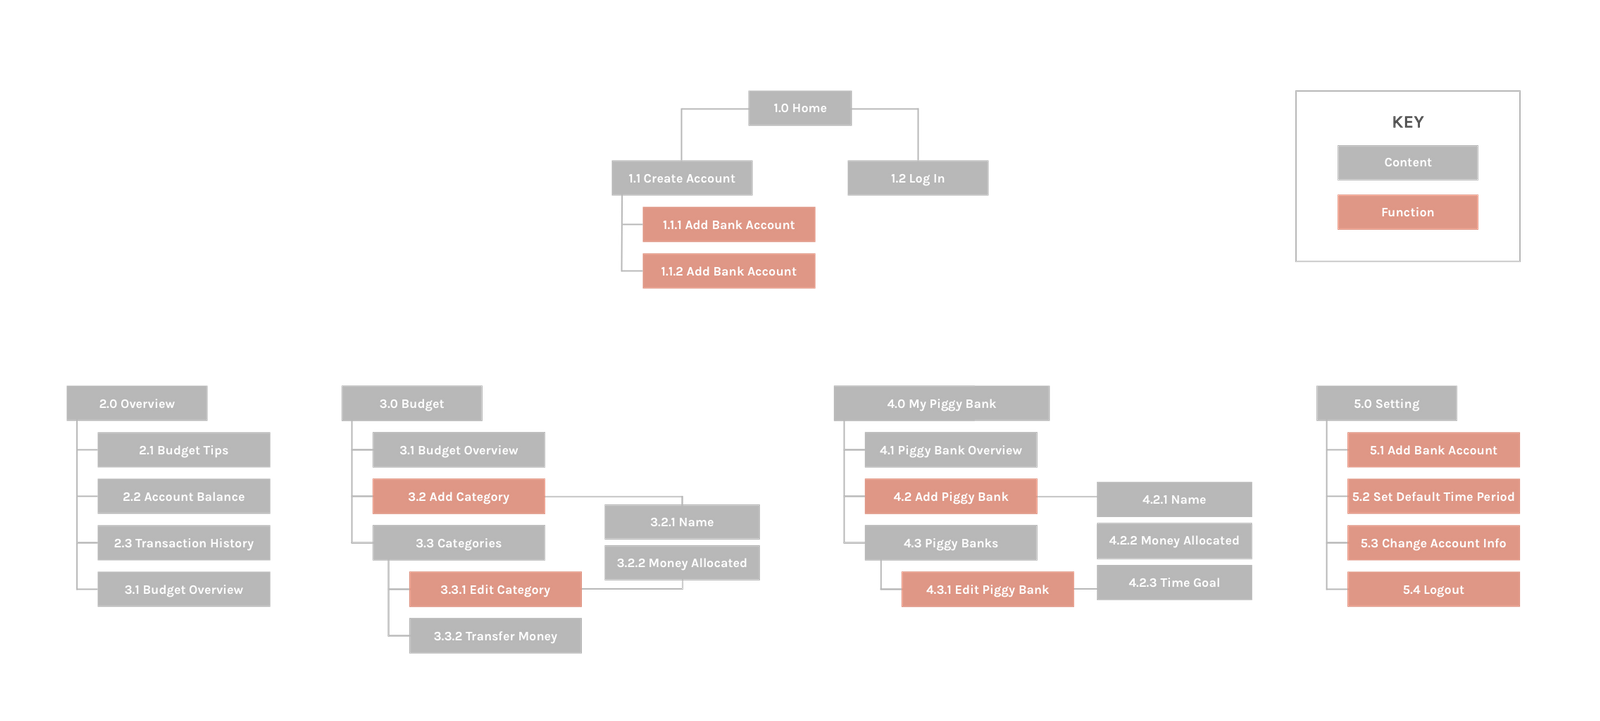 1.0 Home
1.1 Create Account
1.2 Log In
1.1.1 Add Bank Account
1.1.2 Add Bank Account
KEY
Content
Function
2.0 Overview
2.1 Budget Tips
2.2 Account Balance
2.3 Transaction History
3.1 Budget Overview
3.0 Budget
3.1 Budget Overview
3.2 Add Category
3.3 Categories
3.3.1 Edit Category
3.3.2 Transfer Money
3.2.1 Name
3.2.2 Money Allocated
4.0 My Piggy Bank
4.1 Piggy Bank Overview
4.2 Add Piggy Bank
4.3 Piggy Banks
4.3.1 Edit Piggy Bank
4.2.1 Name
4.2.2 Money Allocated
4.2.3 Time Goal
5.0 Setting
5.1 Add Bank Account
5.2 Set Default Time Period
5.3 Change Account Info
5.4 Logout